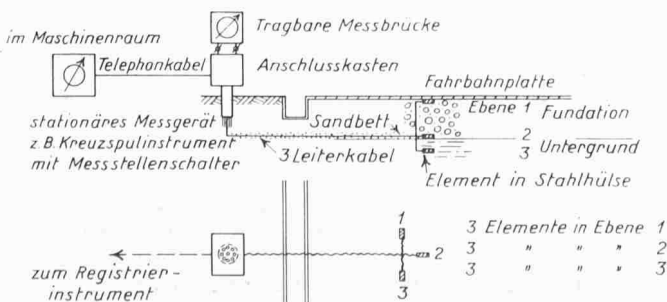 Tragbare Messbrücke
im Maschinenraum
Telephonkabel
Anschlusskasten
Fahrbahnplatte
Ebene 1
Fundation
stationäres Messgerät
Sandbett
2
z.B. Kreuzspulinstrument
3 Leiterkabel
3
Untergrund
mit Messstellenschalter
Element in Stahlhülse
1
3 Elemente in Ebene 1
2
3 " " " 2
3 " " " 3
zum Registrier-
instrument
3